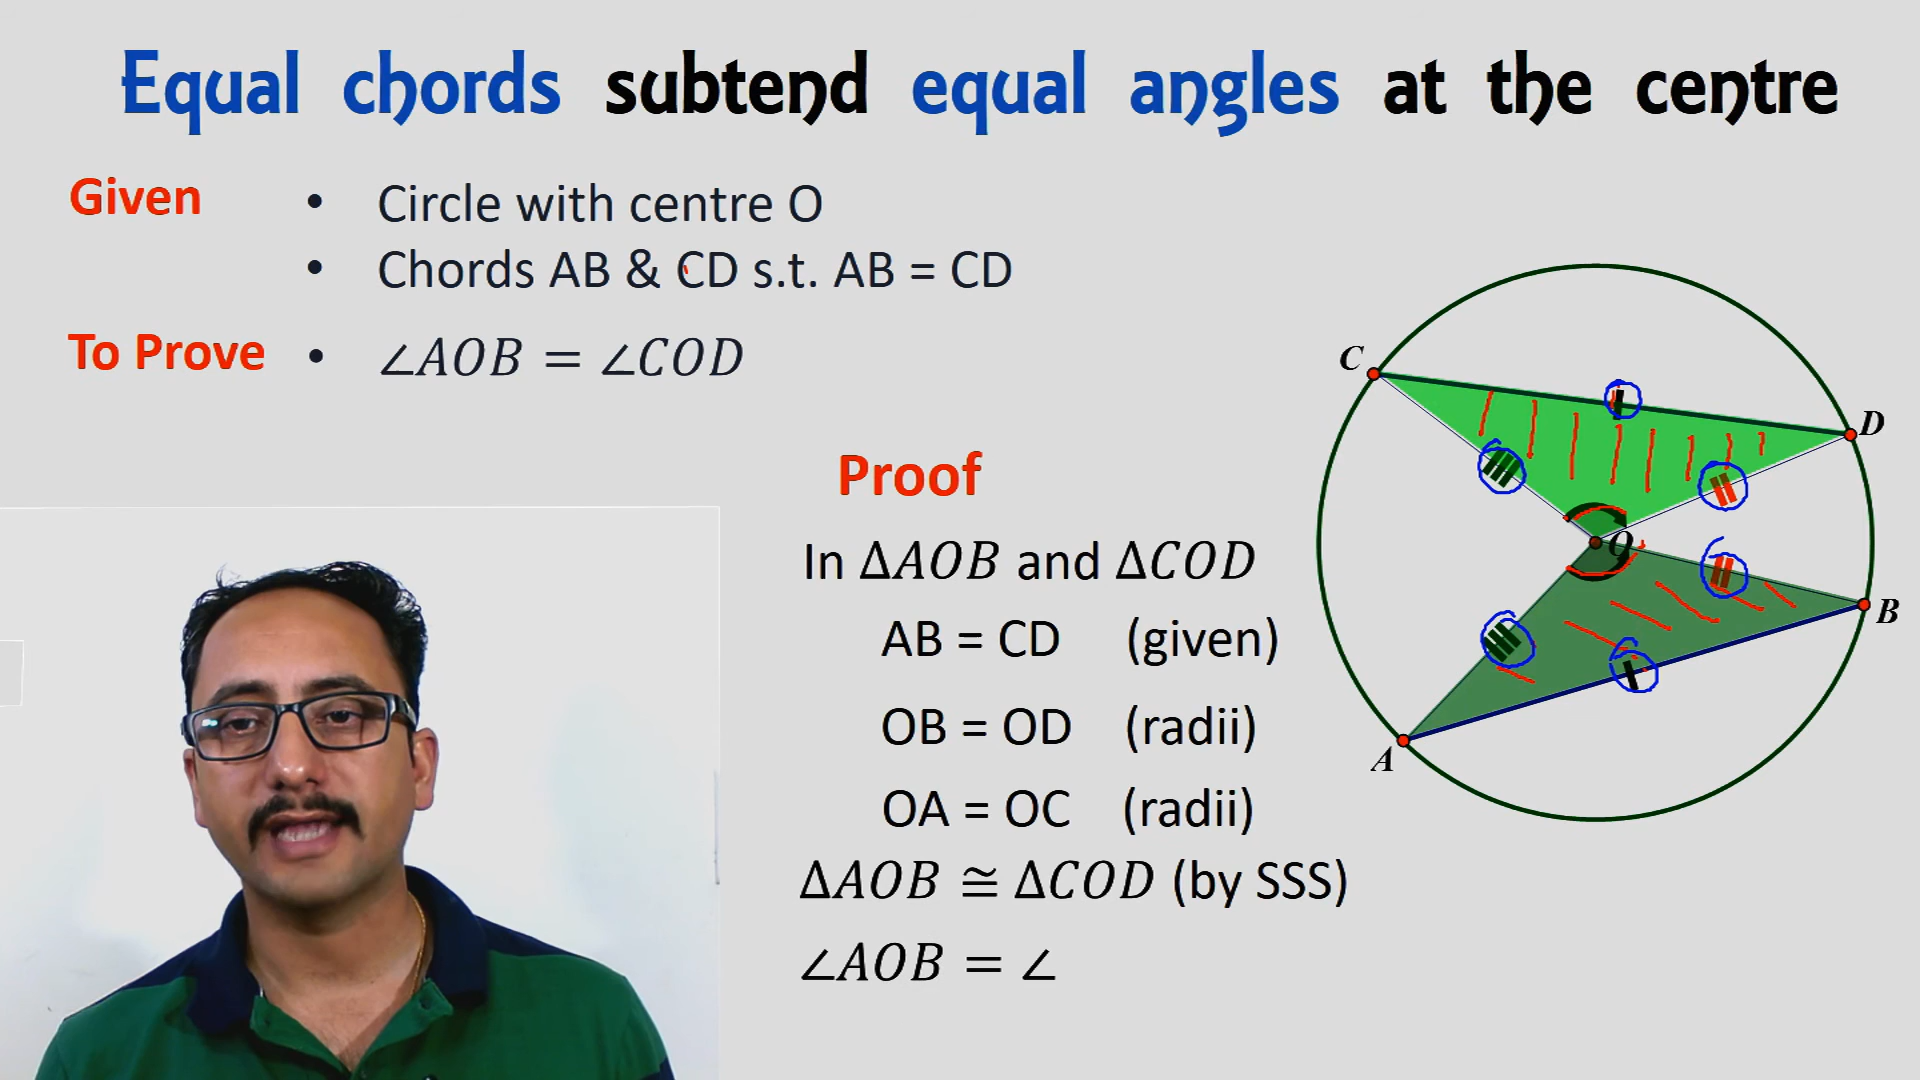 Equal chords subtend equal angles at the centre
Given
• Circle with centre O
• Chords AB & CD s.t. AB = CD
To Prove • ∠AOB = ∠COD
Proof
In ΔAOB and ΔCOD
AB = CD (given)
OB = OD (radii)
OA = OC (radii)
ΔAOB ≅ ΔCOD (by SSS)
∠AOB = ∠
C
D
O
B
A